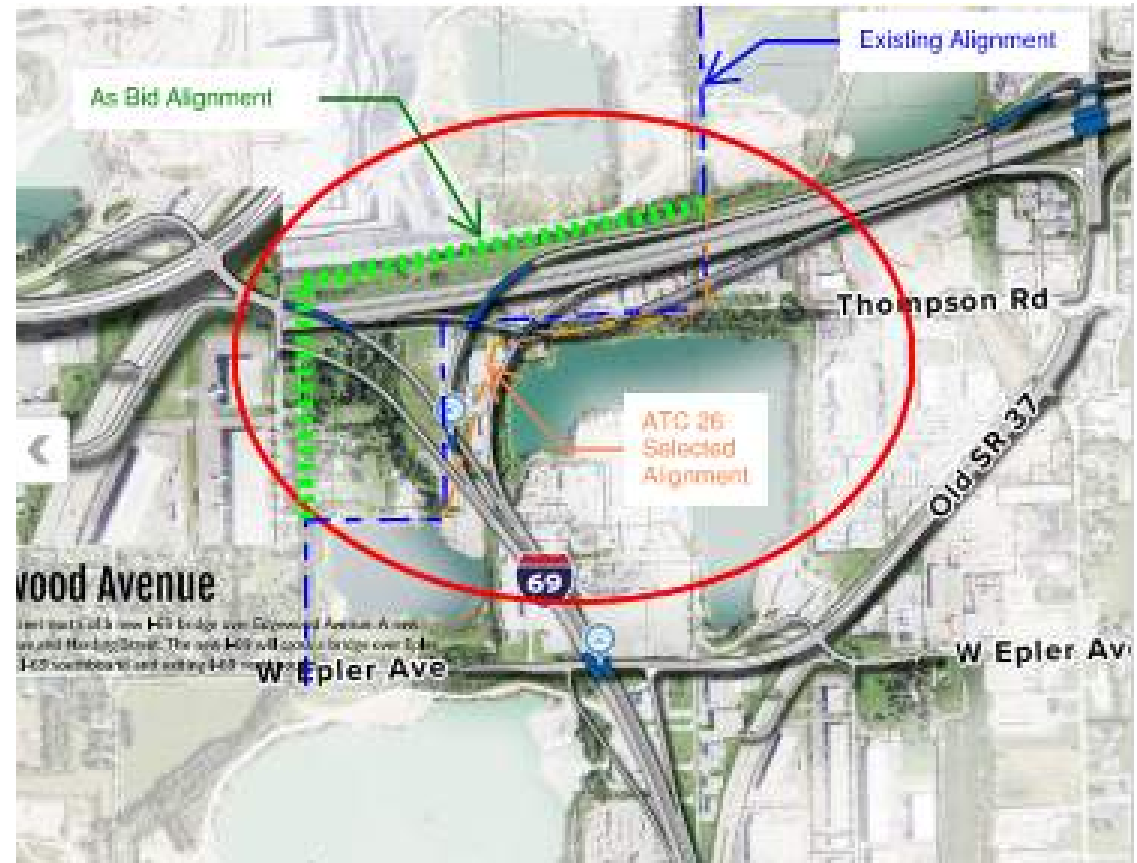 Existing Alignment
As Bid Alignment
Thompson Rd
ATC 26
Selected
Alignment
Old SR 37
69
wood Avenue
W Epler Ave
W Epler Av